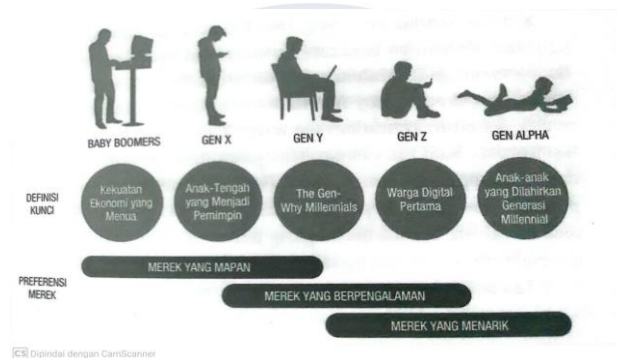 BABY BOOMERS
GEN X
GEN Y
GEN Z
GEN ALPHA
DEFINISI
KUNCI
Kekuatan
Ekonomi yang
Menua
Anak-Tengah
yang Menjadi
Pemimpin
The Gen-
Why Millennials
Warga Digital
Pertama
Anak-anak
yang Dilahirkan
Generasi
Millennial
PREFERENSI
MEREK
MEREK YANG MAPAN
MEREK YANG BERPENGALAMAN
MEREK YANG MENARIK
CS Dipindai dengan CamScanner